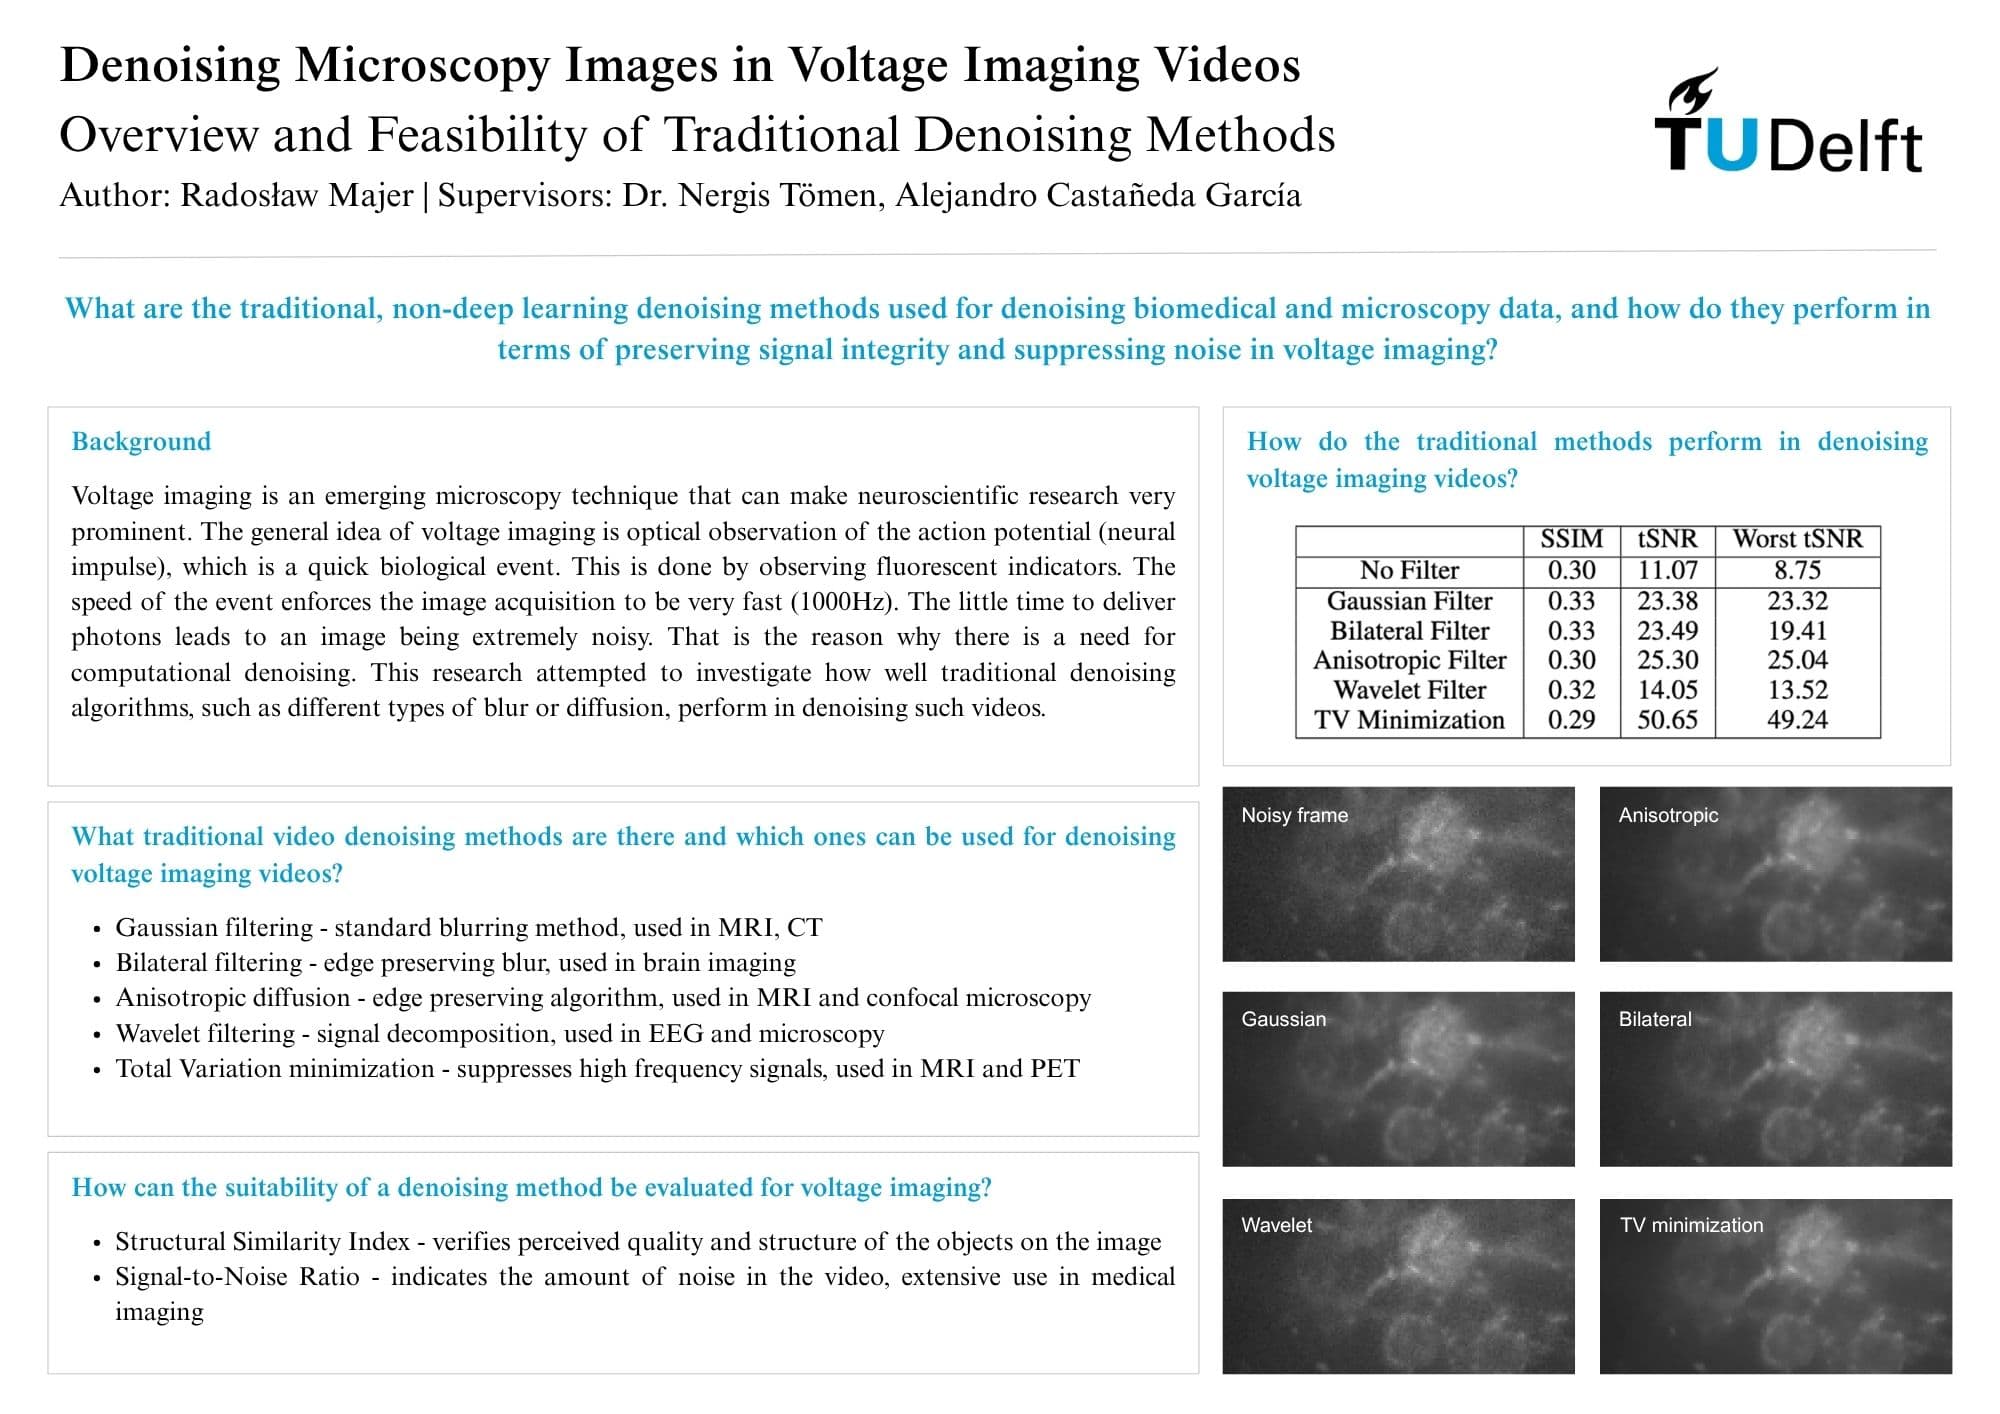 Denoising Microscopy Images in Voltage Imaging Videos
Overview and Feasibility of Traditional Denoising Methods
Author: Radosław Majer | Supervisors: Dr. Nergis Tömen, Alejandro Castañeda García
TUDelft
What are the traditional, non-deep learning denoising methods used for denoising biomedical and microscopy data, and how do they perform in
terms of preserving signal integrity and suppressing noise in voltage imaging?
Background
Voltage imaging is an emerging microscopy technique that can make neuroscientific research very
prominent. The general idea of voltage imaging is optical observation of the action potential (neural
impulse), which is a quick biological event. This is done by observing fluorescent indicators. The
speed of the event enforces the image acquisition to be very fast (1000Hz). The little time to deliver
photons leads to an image being extremely noisy. That is the reason why there is a need for
computational denoising. This research attempted to investigate how well traditional denoising
algorithms, such as different types of blur or diffusion, perform in denoising such videos.
What traditional video denoising methods are there and which ones can be used for denoising
voltage imaging videos?
• Gaussian filtering - standard blurring method, used in MRI, CT
• Bilateral filtering - edge preserving blur, used in brain imaging
• Anisotropic diffusion - edge preserving algorithm, used in MRI and confocal microscopy
• Wavelet filtering - signal decomposition, used in EEG and microscopy
• Total Variation minimization - suppresses high frequency signals, used in MRI and PET
How can the suitability of a denoising method be evaluated for voltage imaging?
• Structural Similarity Index - verifies perceived quality and structure of the objects on the image
• Signal-to-Noise Ratio - indicates the amount of noise in the video, extensive use in medical
imaging
How do the traditional methods perform in denoising
voltage imaging videos?
SSIM tSNR Worst tSNR
No Filter 0.30 11.07 8.75
Gaussian Filter 0.33 23.38 23.32
Bilateral Filter 0.33 23.49 19.41
Anisotropic Filter 0.30 25.30 25.04
Wavelet Filter 0.32 14.05 13.52
TV Minimization 0.29 50.65 49.24
Noisy frame
Anisotropic
Gaussian
Bilateral
Wavelet
TV minimization